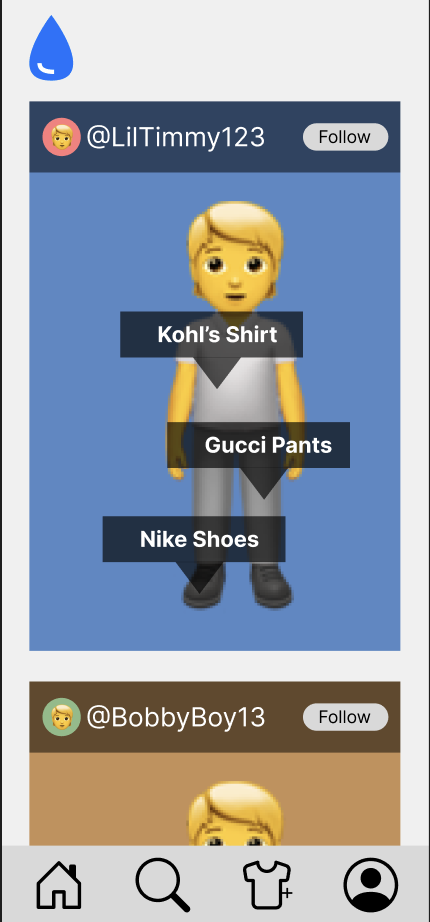 @LilTimmy123 Follow
Kohl's Shirt
Gucci Pants
Nike Shoes
@BobbyBoy13 Follow